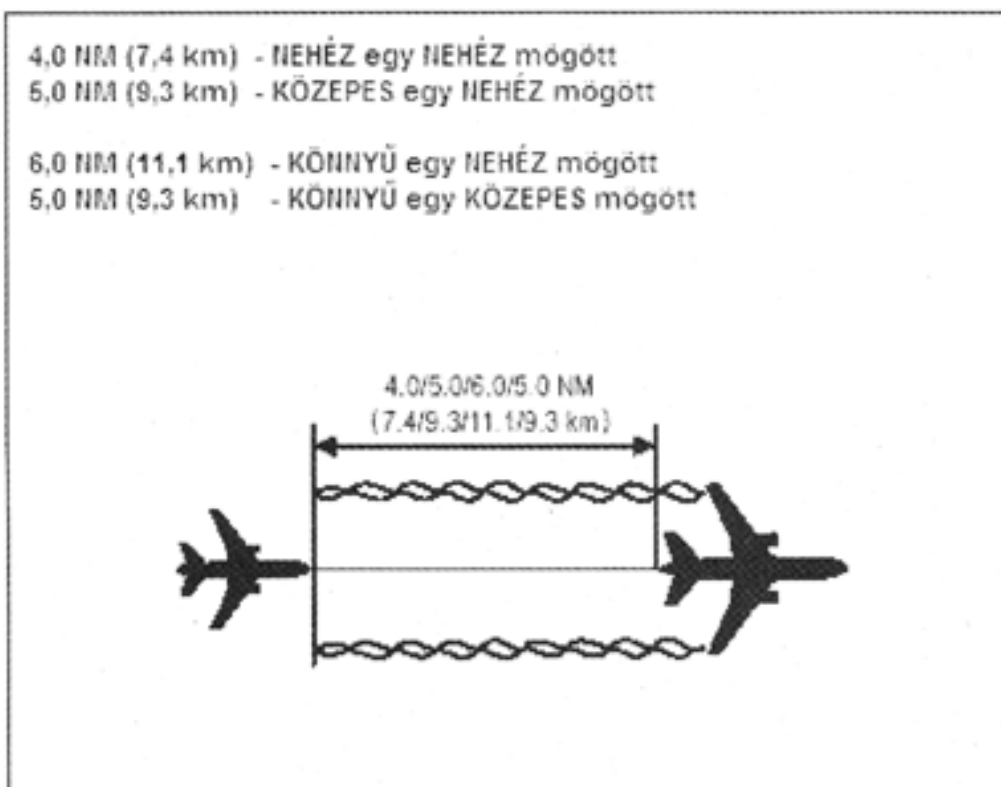 4,0 NM (7,4 km) - NEHÉZ egy NEHÉZ mögött
5,0 NM (9,3 km) - KÖZEPES egy NEHÉZ mögött
6,0 NM (11,1 km) - KÖNNYŰ egy NEHÉZ mögött
5,0 NM (9,3 km) - KÖNNYŰ egy KÖZEPES mögött
4.0/5.0/6.0/5.0 NM
(7.4/9.3/11.1/9.3 km)